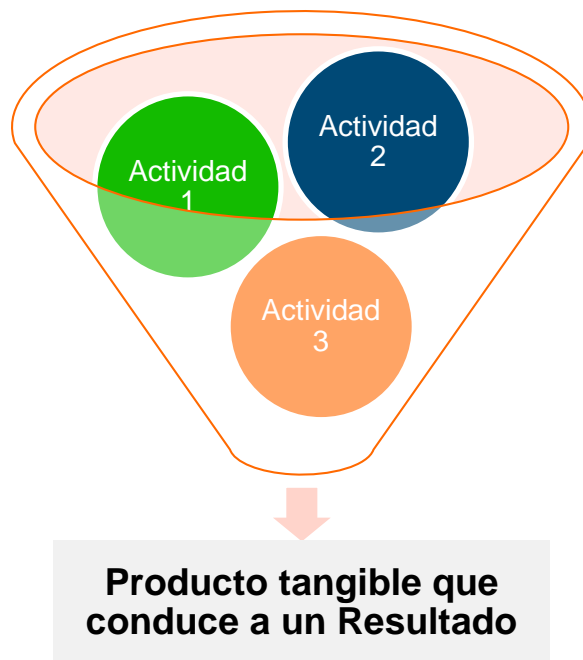 Actividad
1
Actividad
2
Actividad
3
Producto tangible que
conduce a un Resultado